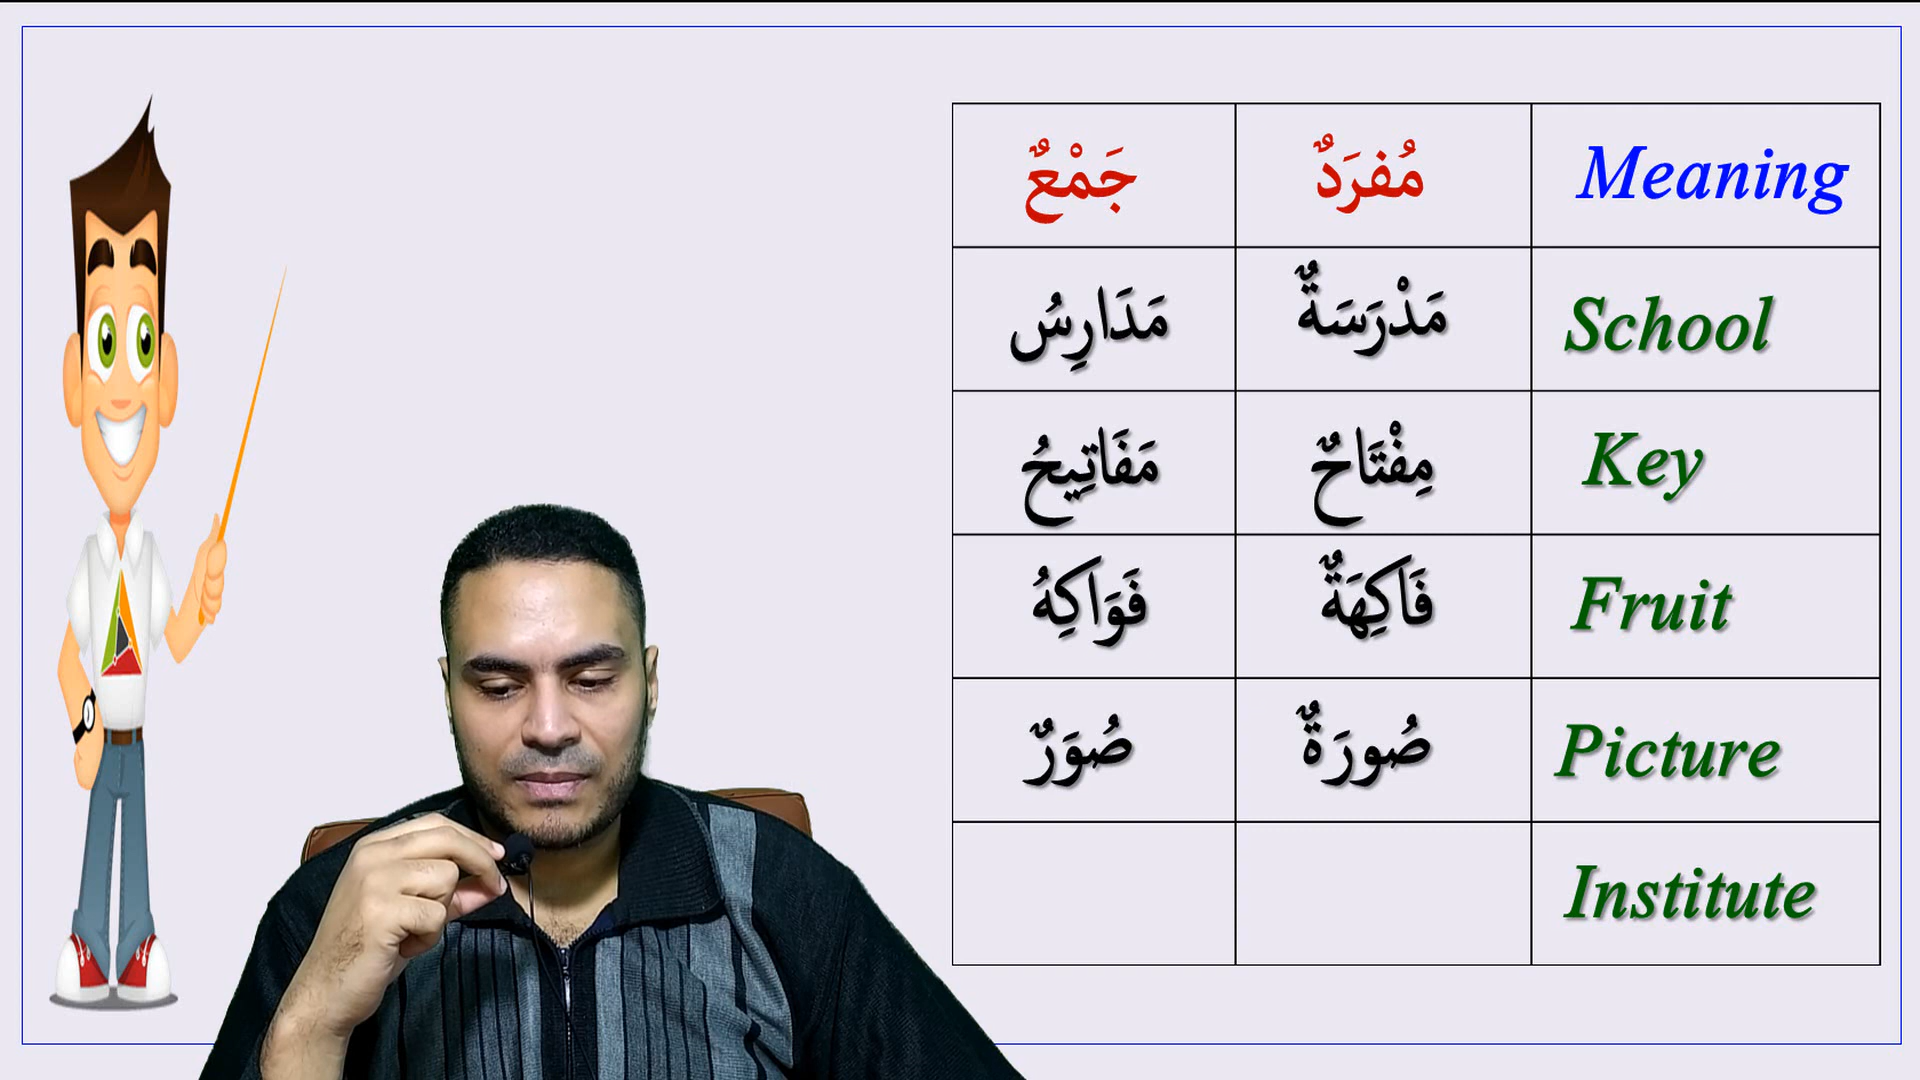 Meaning مُفرَدٌ جَمْعٌ
School مَدْرَسَةٌ مَدَارِسُ
Key مِفْتَاحٌ مَفَاتِيحُ
Fruit فَاكِهَةٌ فَوَاكِهُ
Picture صُورَةٌ صُوَرٌ
Institute